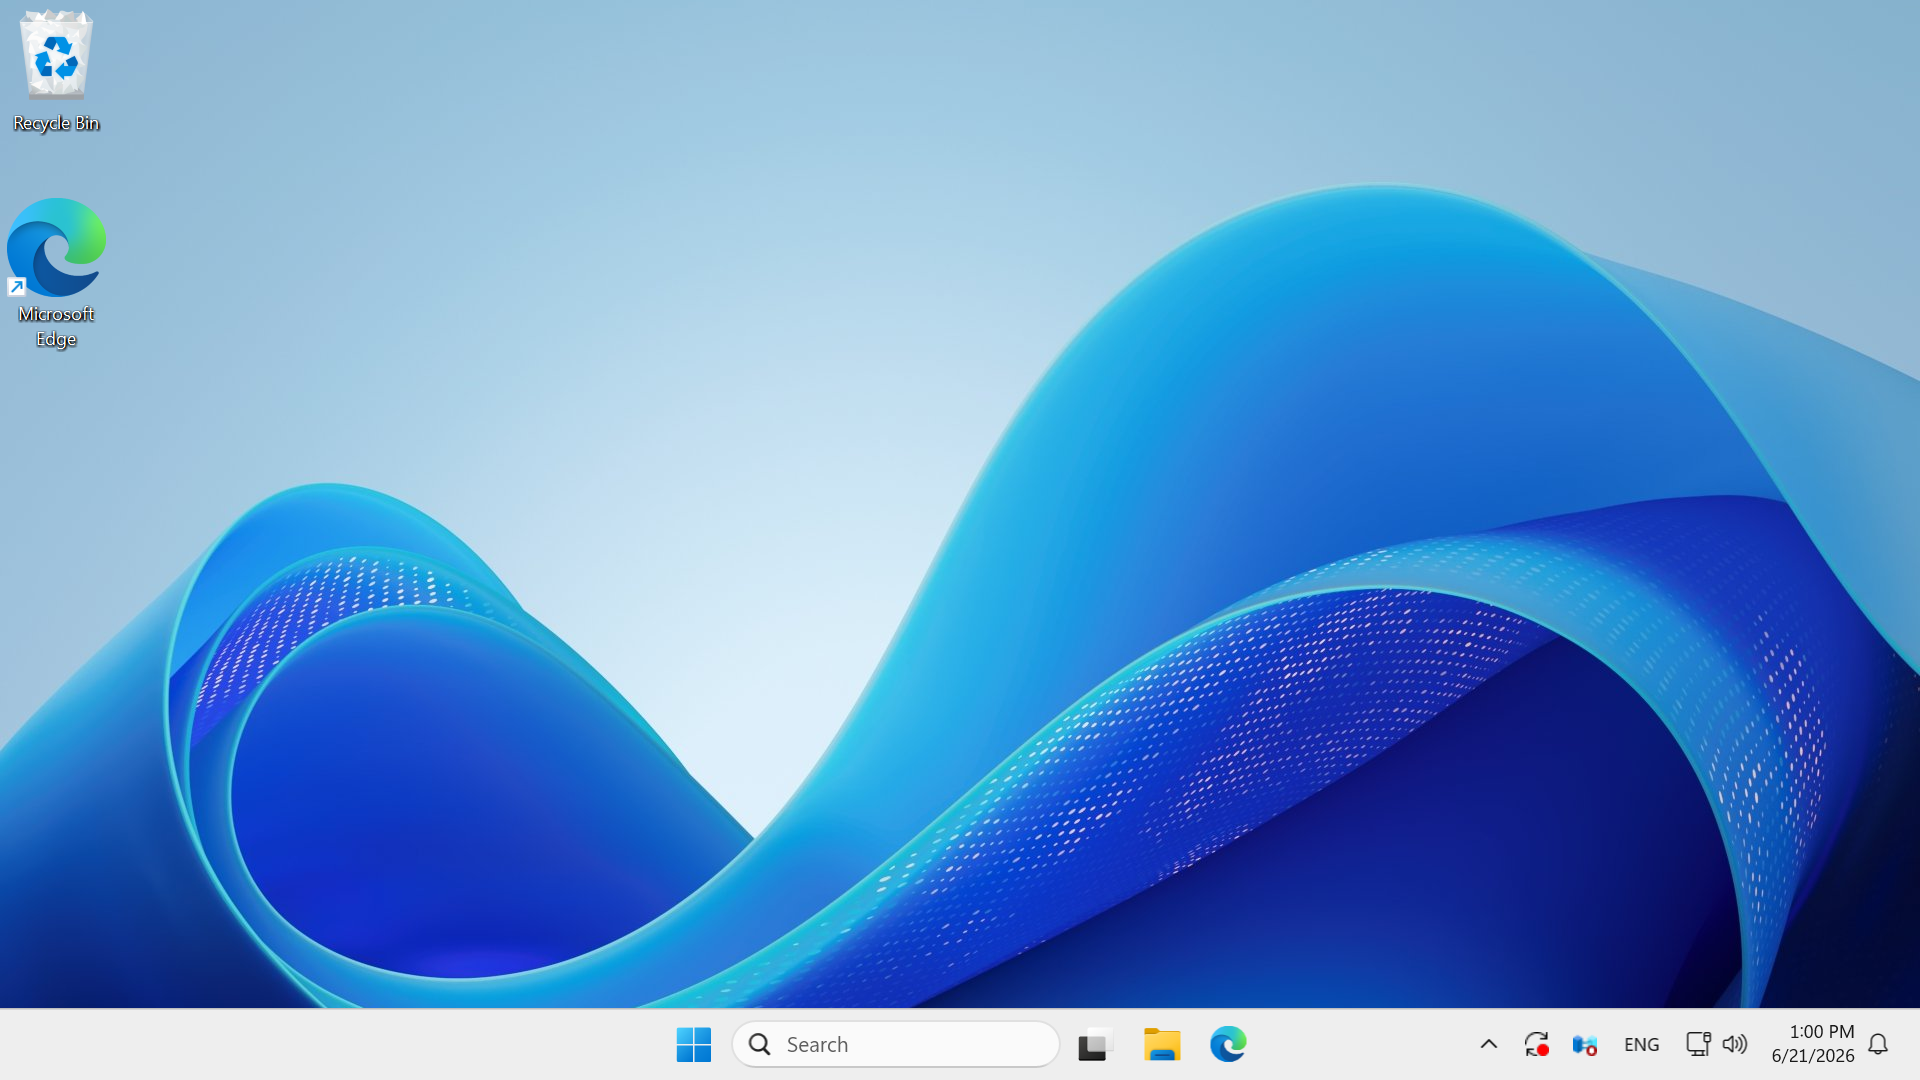 Recycle Bin
Microsoft
Edge
Search
ENG
1:00 PM
6/21/2026